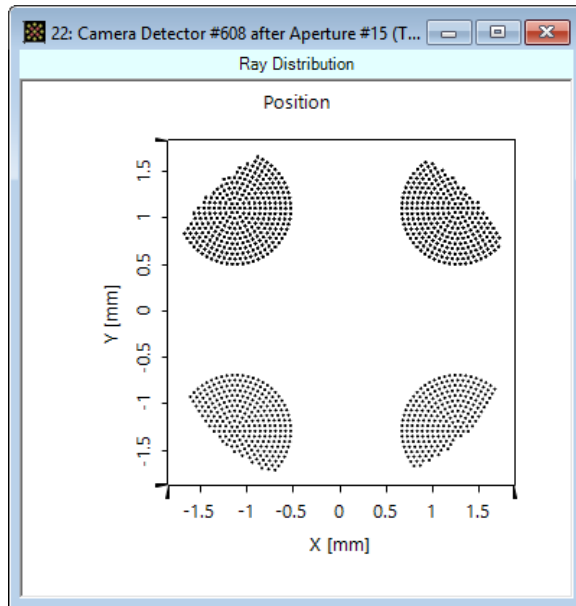 22: Camera Detector #608 after Aperture #15 (T...
Ray Distribution
Position
Y [mm]
1.5
1
0.5
0
-0.5
-1
-1.5
-1.5 -1 -0.5 0 0.5 1 1.5
X [mm]